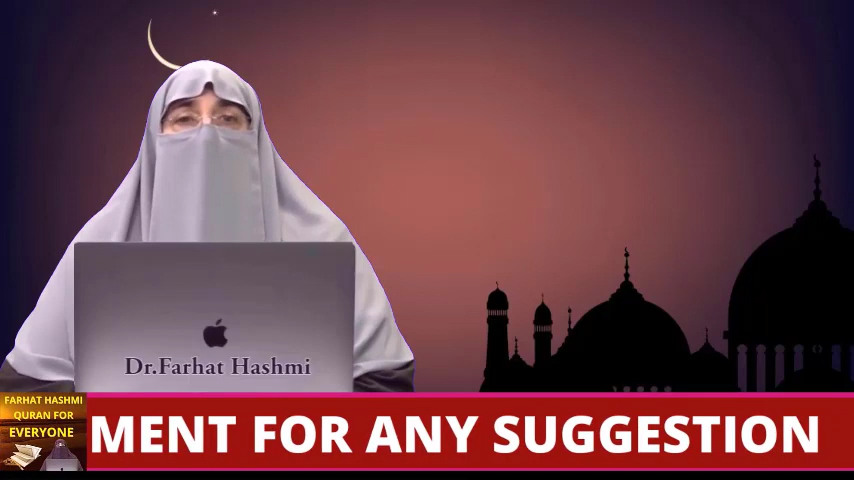 Dr.Farhat Hashmi
FARHAT HASHMI
QURAN FOR
EVERYONE
MENT FOR ANY SUGGESTION